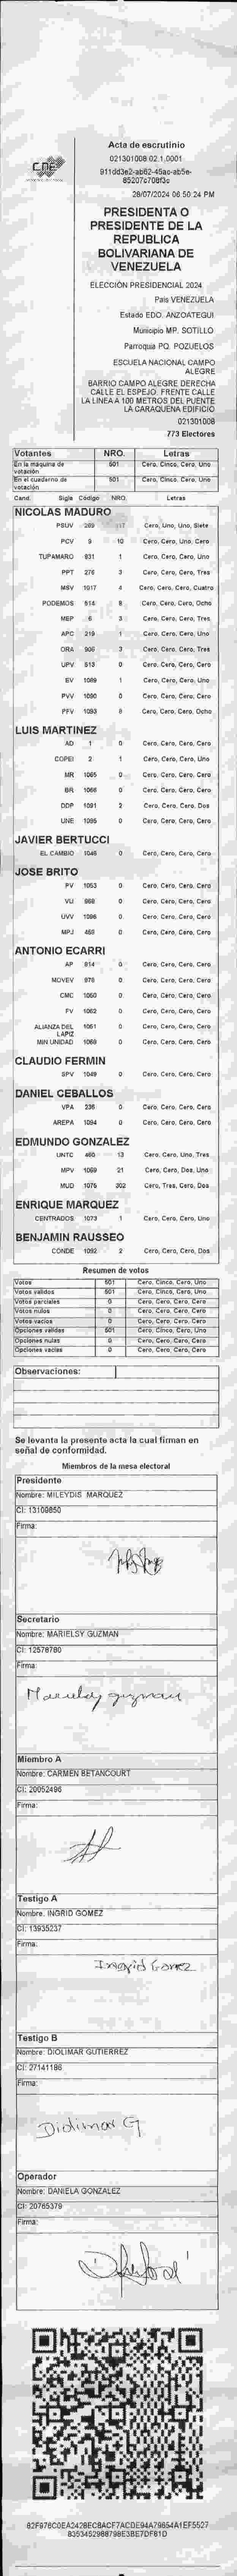 CNE
Acta de escrutinio
021301008.02.1.0001
28/07/2024 06:50:24 PM
PRESIDENTA O
PRESIDENTE DE LA
REPUBLICA
BOLIVARIANA DE
VENEZUELA
ELECCIÓN PRESIDENCIAL 2024
País VENEZUELA
Estado EDO. ANZOATEGUI
Municipio MP. SOTILLO
Parroquia PQ. POZUELOS
ESCUELA NACIONAL CAMPO
ALEGRE
BARRIO CAMPO ALEGRE DERECHA
CALLE EL ESPEJO. FRENTE CALLE
LA LINEA A 100 METROS DEL PUENTE
LA CARAQUENA EDIFICIO
021301008
773 Electores
Votantes NRO. Letras
En la máquina de votación 501 Cero, Cinco, Cero, Uno
En el cuaderno de votación 501 Cero, Cinco, Cero, Uno
Cand. Sigla Código NRO. Letras
NICOLAS MADURO
PSUV 269 117 Cero, Uno, Uno, Siete
PCV 9 10 Cero, Cero, Uno, Cero
TUPAMARO 931 1 Cero, Cero, Cero, Uno
PPT 276 3 Cero, Cero, Cero, Tres
MSV 1017 4 Cero, Cero, Cero, Cuatro
PODEMOS 514 8 Cero, Cero, Cero, Ocho
MEP 6 3 Cero, Cero, Cero, Tres
APC 219 1 Cero, Cero, Cero, Uno
ORA 906 3 Cero, Cero, Cero, Tres
UPV 513 0 Cero, Cero, Cero, Cero
EV 1089 1 Cero, Cero, Cero, Uno
PVV 1090 0 Cero, Cero, Cero, Cero
PFV 1093 8 Cero, Cero, Cero, Ocho
LUIS MARTINEZ
AD 1 0 Cero, Cero, Cero, Cero
COPEI 2 1 Cero, Cero, Cero, Uno
MR 1065 0 Cero, Cero, Cero, Cero
BR 1066 0 Cero, Cero, Cero, Cero
DDP 1091 2 Cero, Cero, Cero, Dos
UNE 1095 0 Cero, Cero, Cero, Cero
JAVIER BERTUCCI
EL CAMBIO 1046 0 Cero, Cero, Cero, Cero
JOSE BRITO
PV 1053 0 Cero, Cero, Cero, Cero
VU 968 0 Cero, Cero, Cero, Cero
UVV 1096 0 Cero, Cero, Cero, Cero
MPJ 459 0 Cero, Cero, Cero, Cero
ANTONIO ECARRI
AP 914 0 Cero, Cero, Cero, Cero
MOVEV 979 0 Cero, Cero, Cero, Cero
CMC 1050 0 Cero, Cero, Cero, Cero
FV 1062 0 Cero, Cero, Cero, Cero
ALIANZA DEL LAPIZ 1061 0 Cero, Cero, Cero, Cero
MIN UNIDAD 1069 0 Cero, Cero, Cero, Cero
CLAUDIO FERMIN
SPV 1049 0 Cero, Cero, Cero, Cero
DANIEL CEBALLOS
VPA 235 0 Cero, Cero, Cero, Cero
AREPA 1094 0 Cero, Cero, Cero, Cero
EDMUNDO GONZALEZ
UNTC 460 13 Cero, Cero, Uno, Tres
MPV 1069 21 Cero, Cero, Dos, Uno
MUD 1075 302 Cero, Tres, Cero, Dos
ENRIQUE MARQUEZ
CENTRADOS 1073 1 Cero, Cero, Cero, Uno
BENJAMIN RAUSSEO
CONDE 1092 2 Cero, Cero, Cero, Dos
Resumen de votos
Votos 501 Cero, Cinco, Cero, Uno
Votos validos 501 Cero, Cinco, Cero, Uno
Votos parciales 0 Cero, Cero, Cero, Cero
Votos nulos 0 Cero, Cero, Cero, Cero
Votos vacíos 0 Cero, Cero, Cero, Cero
Opciones validas 501 Cero, Cinco, Cero, Uno
Opciones nulas 0 Cero, Cero, Cero, Cero
Opciones vacías 0 Cero, Cero, Cero, Cero
Observaciones:
Se levanta la presente acta la cual firman en
señal de conformidad.
Miembros de la mesa electoral
Presidente
Nombre: MILEYDIS MARQUEZ
CI: 13109850
Firma:
Secretario
Nombre: MARIELSY GUZMAN
CI: 12578780
Firma:
Marielsy guzman
Miembro A
Nombre: CARMEN BETANCOURT
CI: 20052496
Firma:
Testigo A
Nombre: INGRID GOMEZ
CI: 13935237
Firma:
Ingrid Gomez
Testigo B
Nombre: DIOLIMAR GUTIERREZ
CI: 27141186
Firma:
Diolimar G
Operador
Nombre: DANIELA GONZALEZ
CI: 20765379
Firma: